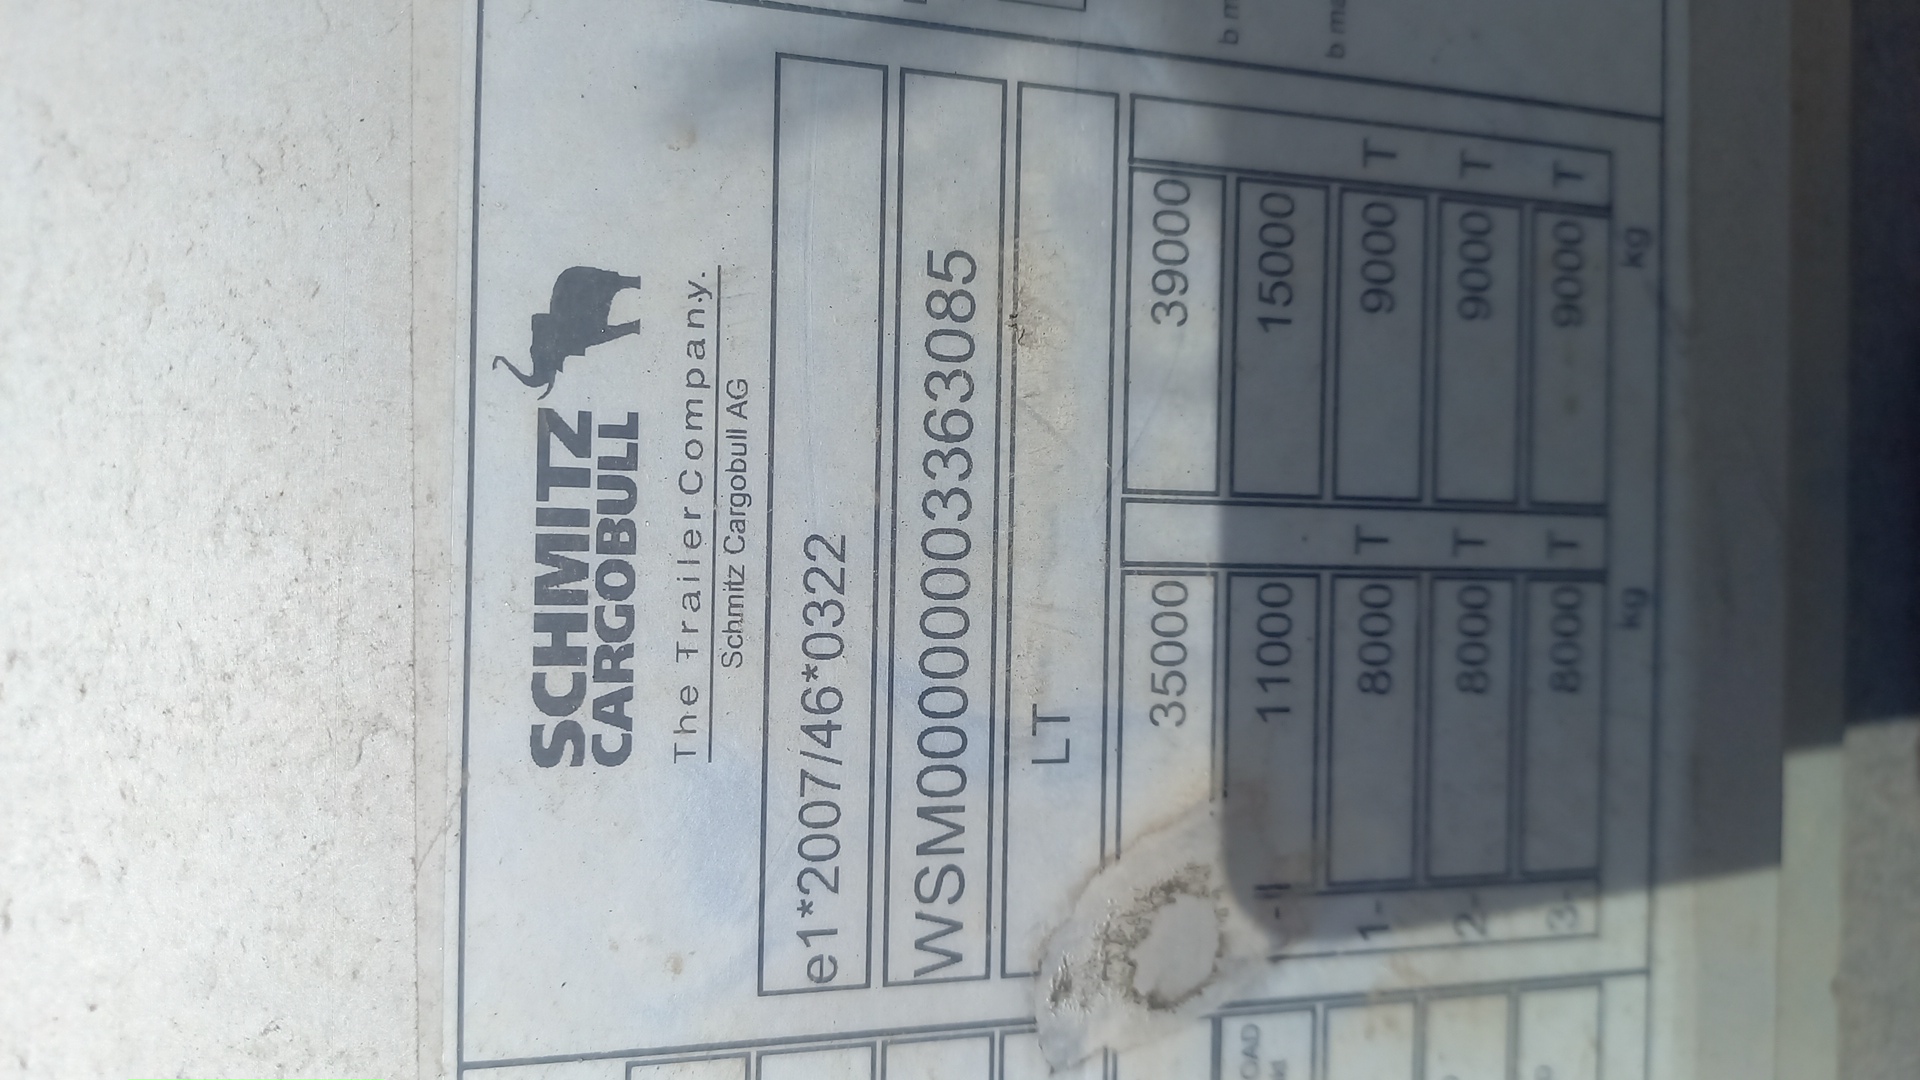 SCHMITZ
CARGOBULL
The Trailer Company.
Schmitz Cargobull AG
e1*2007/46*0322
WSM00000003363085
LT
35000 39000
11000 15000
1- 8000 T 9000 T
2- 8000 T 9000 T
3- 8000 T 9000 T
kg kg